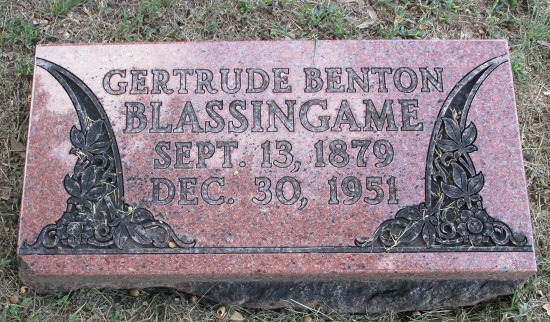 GERTRUDE BENTON
BLASSINGAME
SEPT. 13, 1879
DEC. 30, 1951